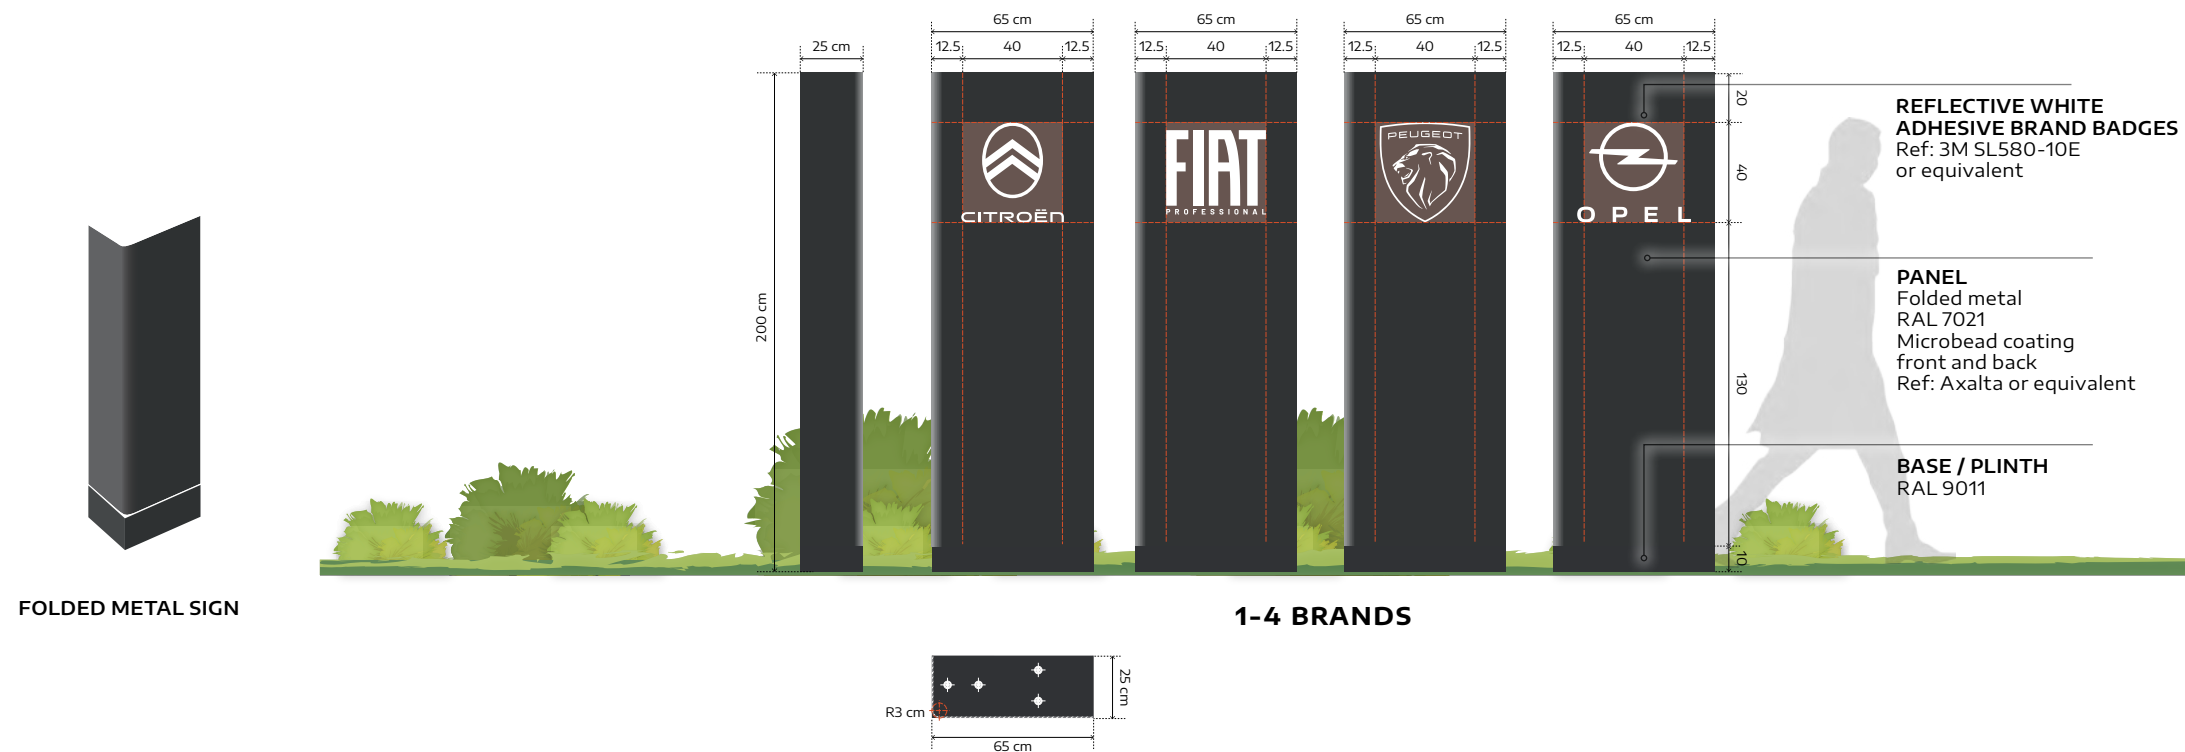 65 cm
65 cm
65 cm
65 cm
25 cm
12.5 40 12.5
12.5 40 12.5
12.5 40 12.5
12.5 40 12.5
20
40
130
10
200 cm
CITROËN
FIAT
PROFESSIONAL
PEUGEOT
OPEL
REFLECTIVE WHITE
ADHESIVE BRAND BADGES
Ref: 3M SL580-10E
or equivalent
PANEL
Folded metal
RAL 7021
Microbead coating
front and back
Ref: Axalta or equivalent
BASE / PLINTH
RAL 9011
FOLDED METAL SIGN
1-4 BRANDS
25 cm
R3 cm
65 cm